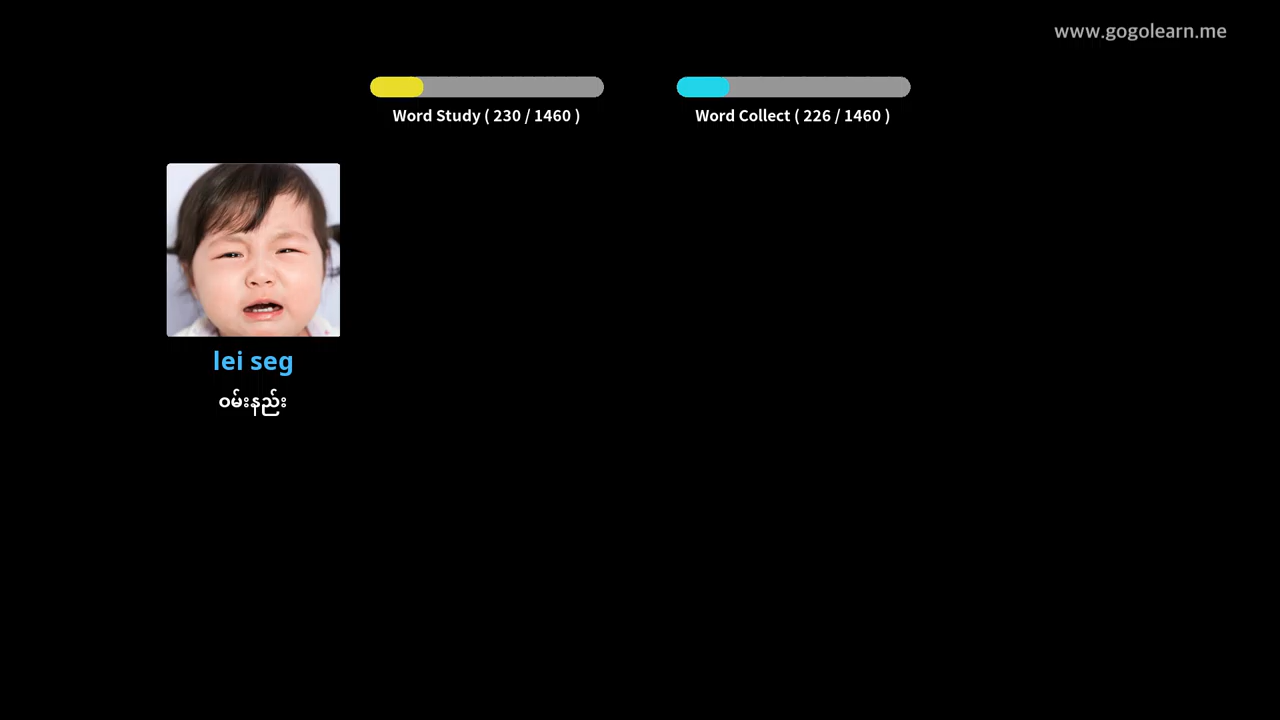 www.gogolearn.me
Word Study ( 230 / 1460 )
Word Collect ( 226 / 1460 )
lei seg
ဝမ်းနည်း